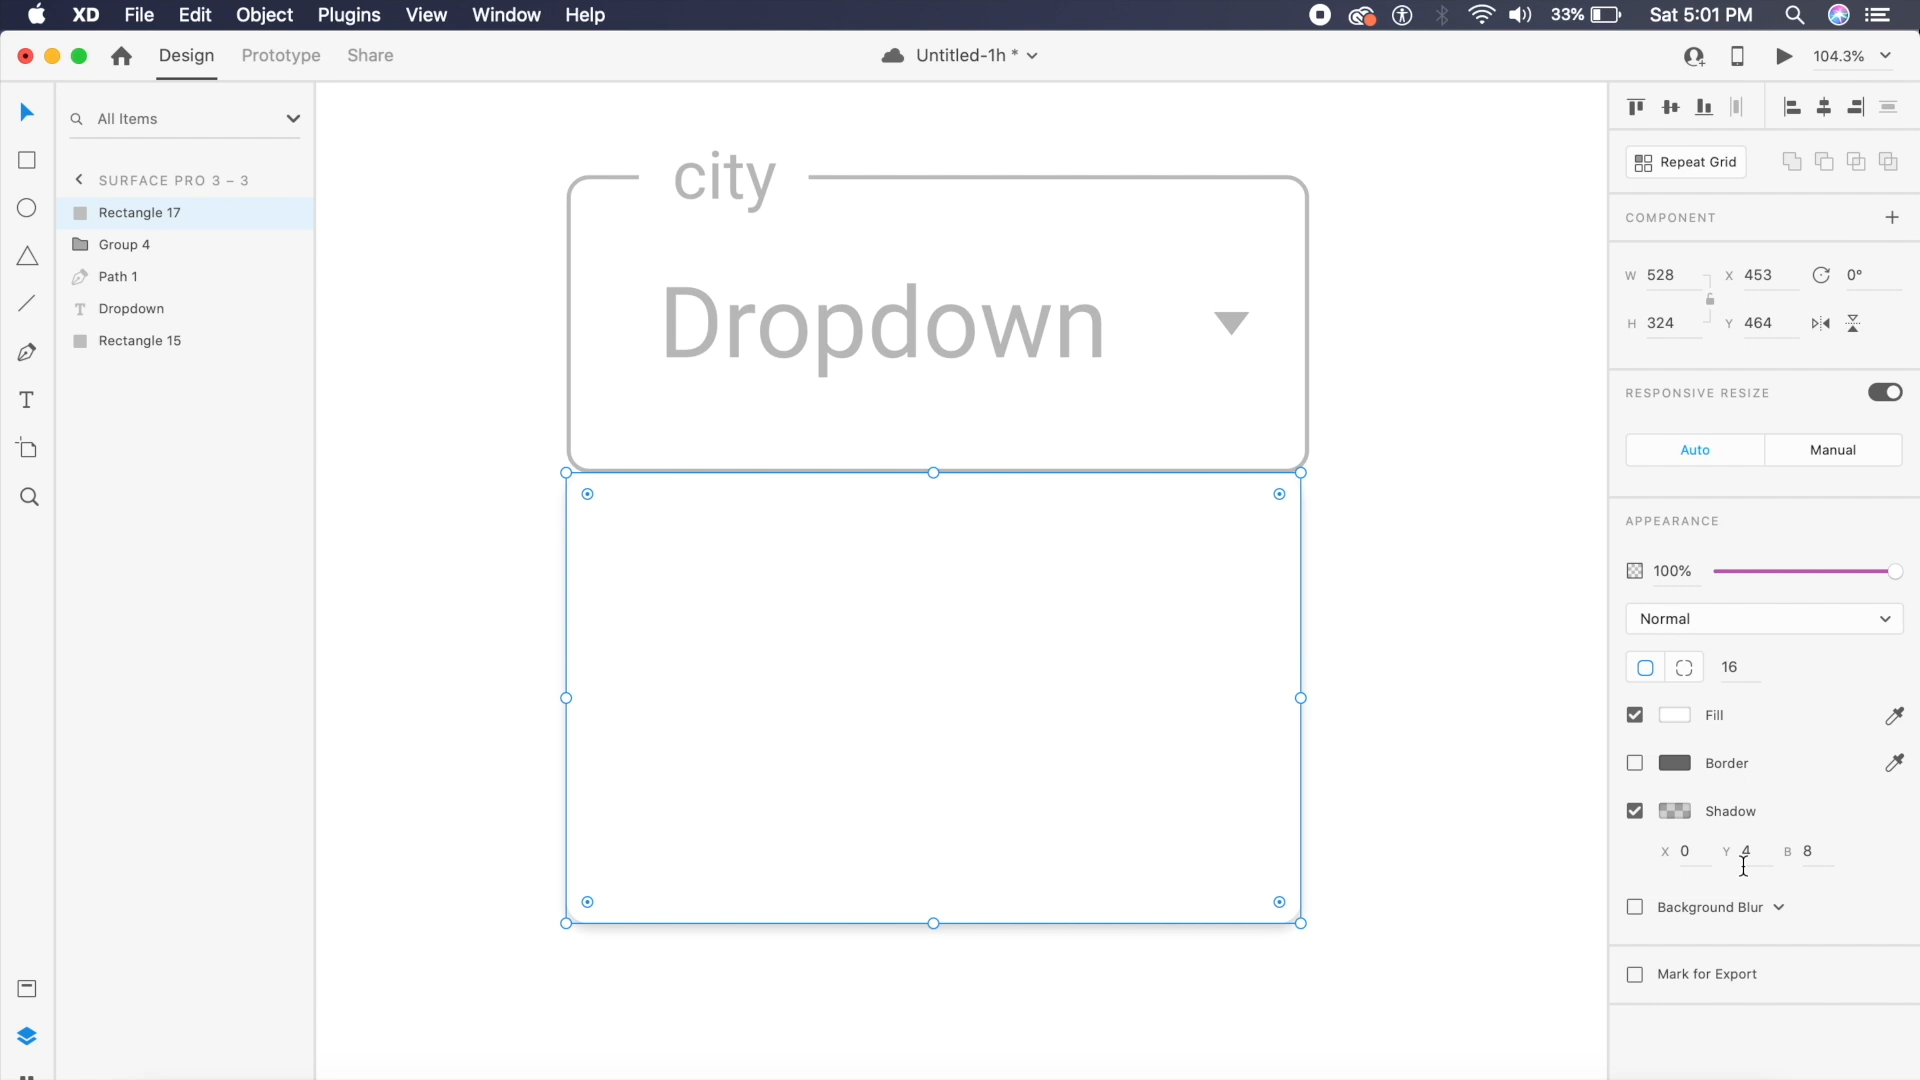 XD File Edit Object Plugins View Window Help 33% Sat 5:01 PM
Design Prototype Share Untitled-1h * 104.3%
All Items
SURFACE PRO 3 – 3
Rectangle 17
Group 4
Path 1
Dropdown
Rectangle 15
city
Dropdown
Repeat Grid
COMPONENT
W 528 X 453 0°
H 324 Y 464
RESPONSIVE RESIZE
Auto Manual
APPEARANCE
100%
Normal
16
Fill
Border
Shadow
X 0 Y 4 B 8
Background Blur
Mark for Export